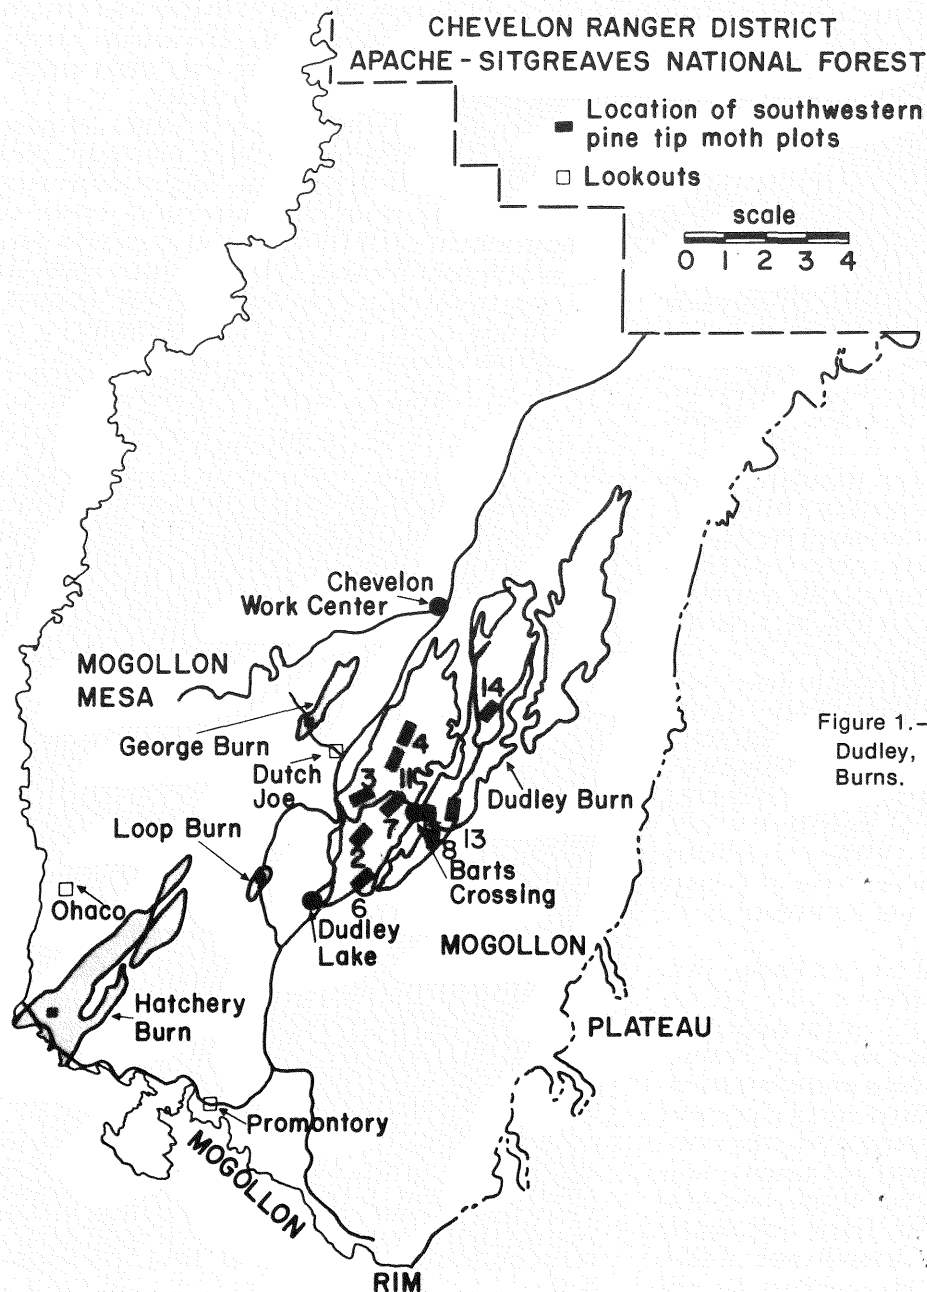 CHEVELON RANGER DISTRICT
APACHE - SITGREAVES NATIONAL FOREST
Location of southwestern
pine tip moth plots
Lookouts
scale
0 1 2 3 4
Chevelon
Work Center
MOGOLLON
MESA
14
George Burn
4
Figure 1.—
Dudley,
Burns.
Dutch
Joe
3
11
Dudley Burn
Loop Burn
7
13
8
2
Barts
Crossing
Ohaco
6
Dudley
Lake
MOGOLLON
Hatchery
Burn
PLATEAU
Promontory
MOGOLLON
RIM